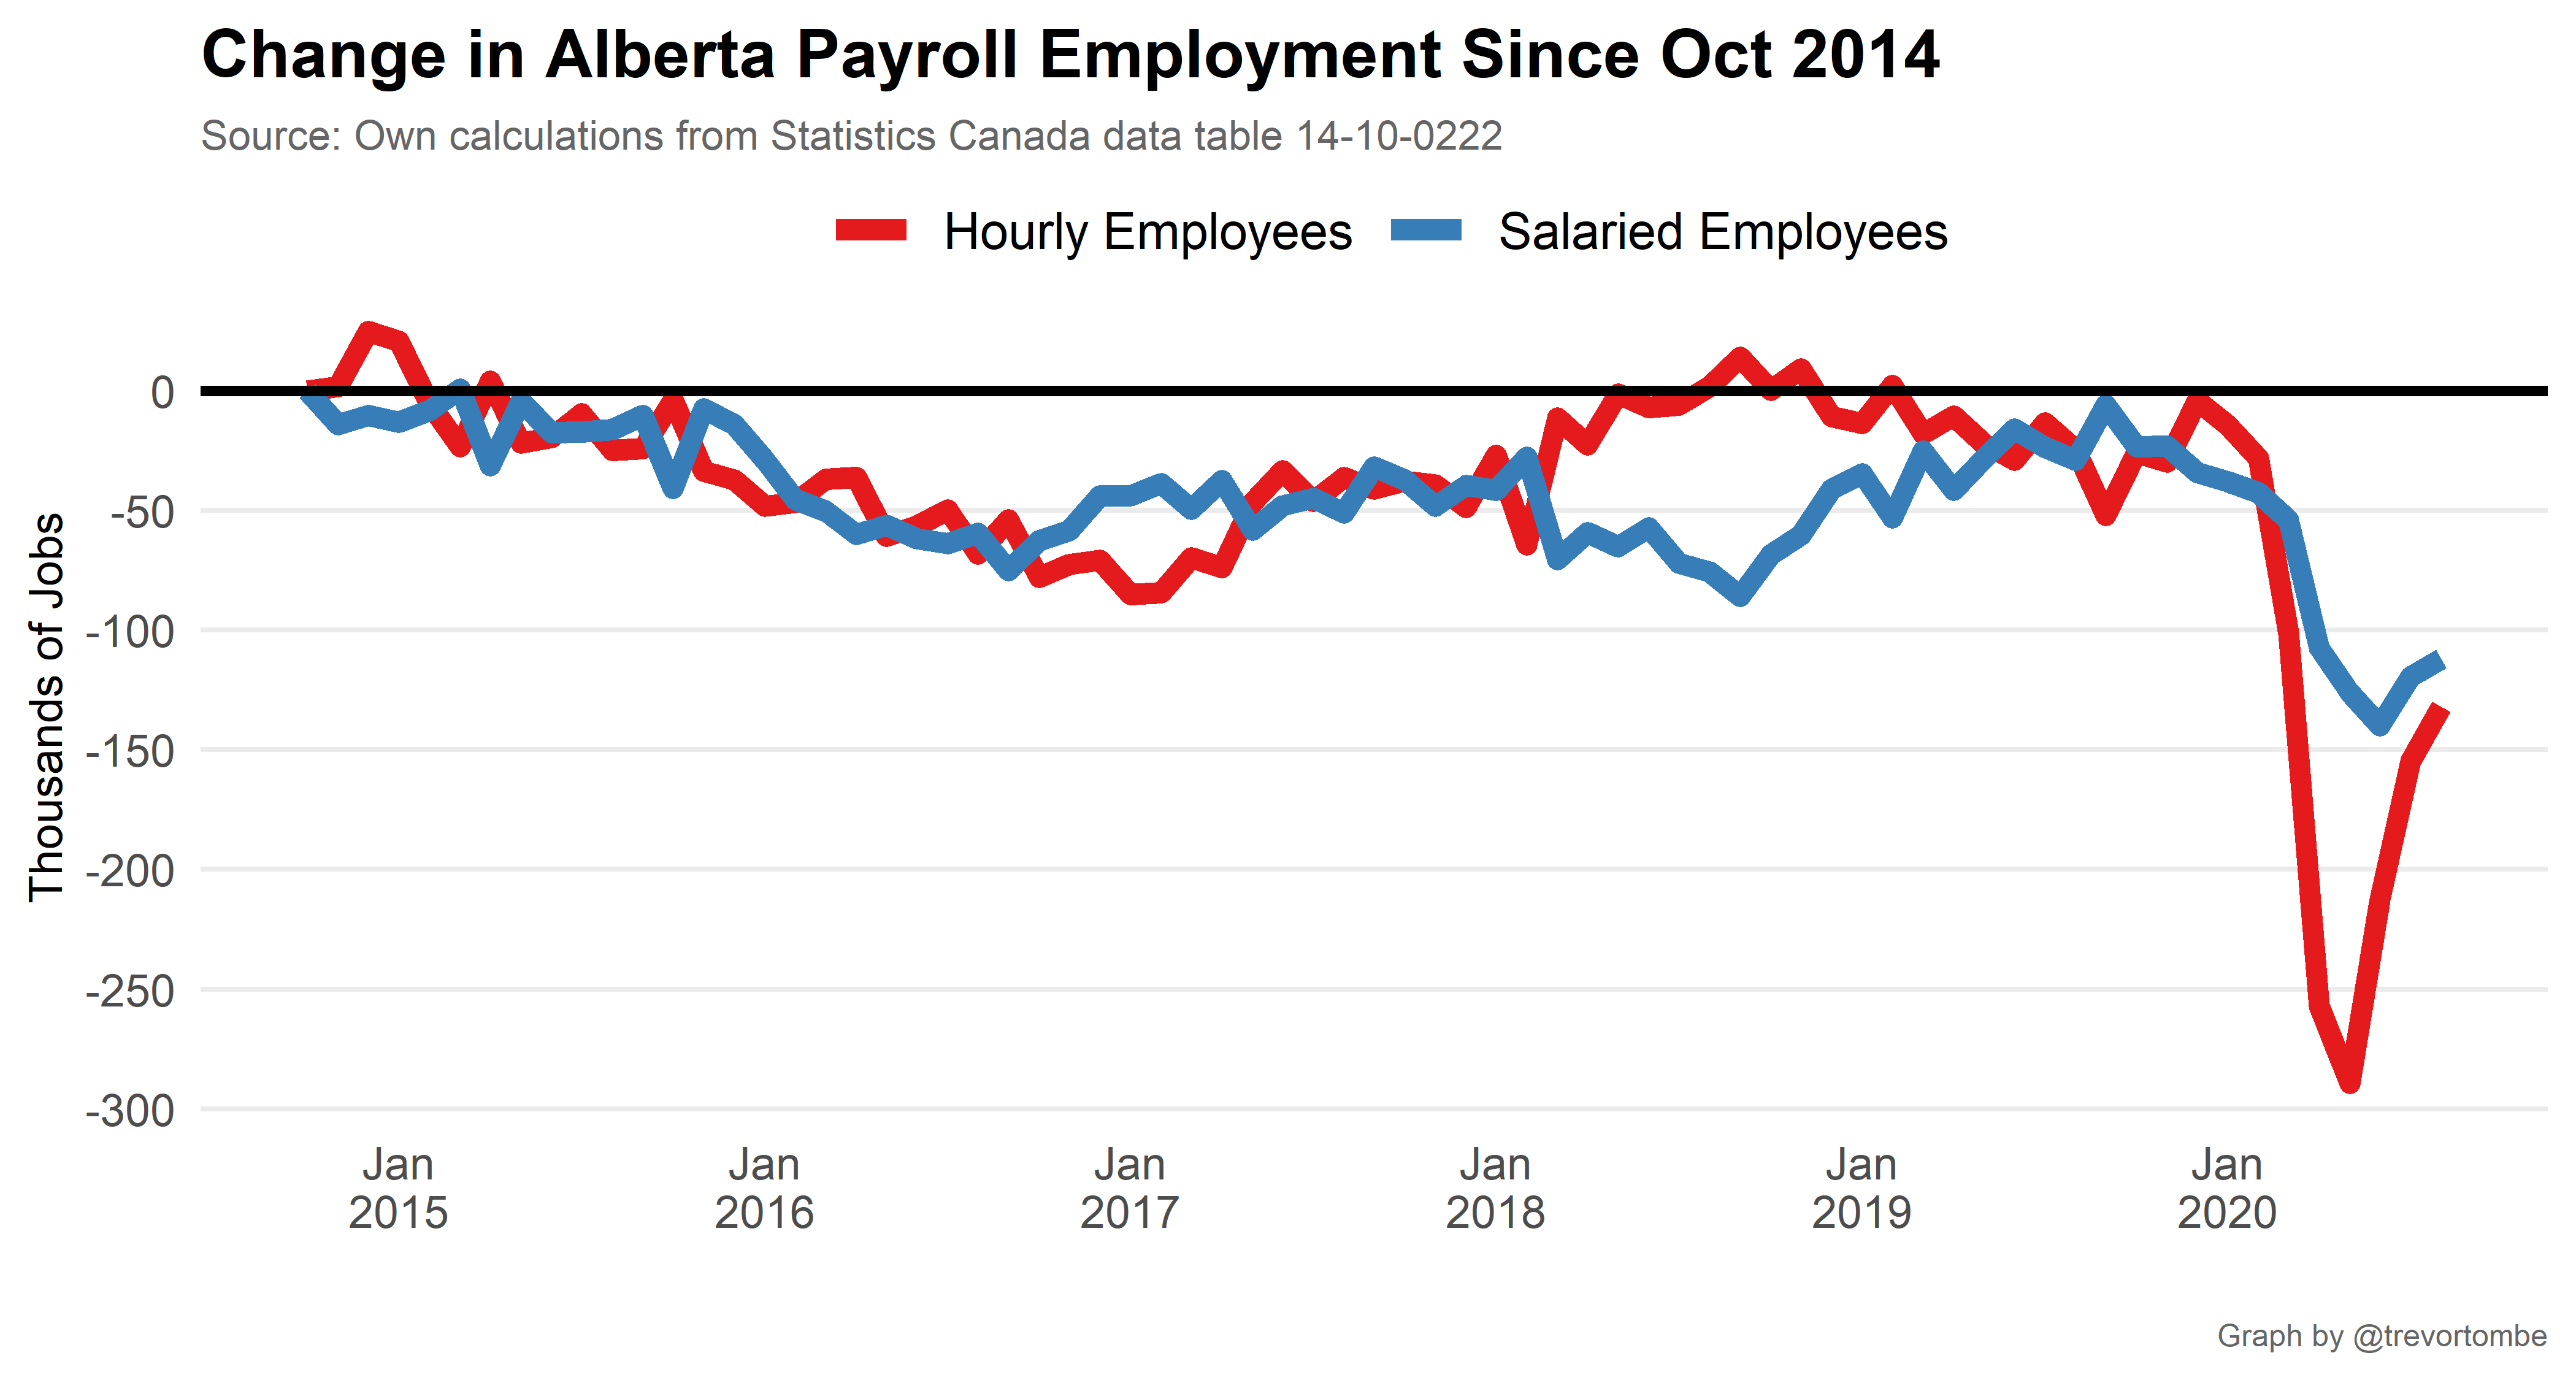 Change in Alberta Payroll Employment Since Oct 2014
Source: Own calculations from Statistics Canada data table 14-10-0222
Hourly Employees
Salaried Employees
Thousands of Jobs
0
-50
-100
-150
-200
-250
-300
Jan
2015
Jan
2016
Jan
2017
Jan
2018
Jan
2019
Jan
2020
Graph by @trevortombe